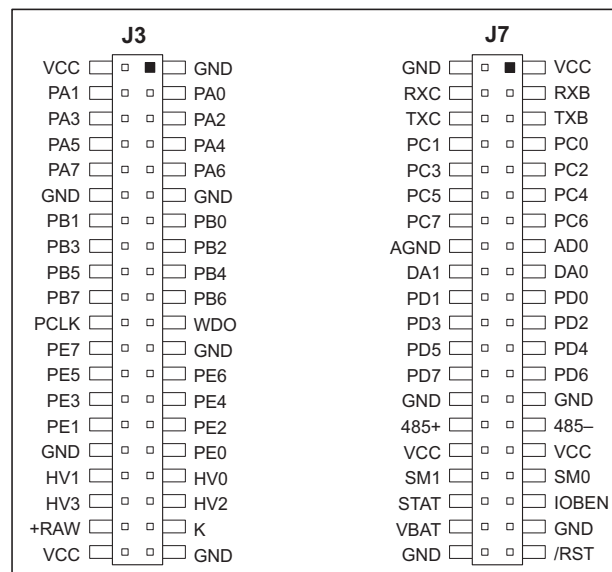 J3 J7
VCC GND GND VCC
PA1 PA0 RXC RXB
PA3 PA2 TXC TXB
PA5 PA4 PC1 PC0
PA7 PA6 PC3 PC2
GND GND PC5 PC4
PB1 PB0 PC7 PC6
PB3 PB2 AGND AD0
PB5 PB4 DA1 DA0
PB7 PB6 PD1 PD0
PCLK WDO PD3 PD2
PE7 GND PD5 PD4
PE5 PE6 PD7 PD6
PE3 PE4 GND GND
PE1 PE2 485+ 485–
GND PE0 VCC VCC
HV1 HV0 SM1 SM0
HV3 HV2 STAT IOBEN
+RAW K VBAT GND
VCC GND GND /RST